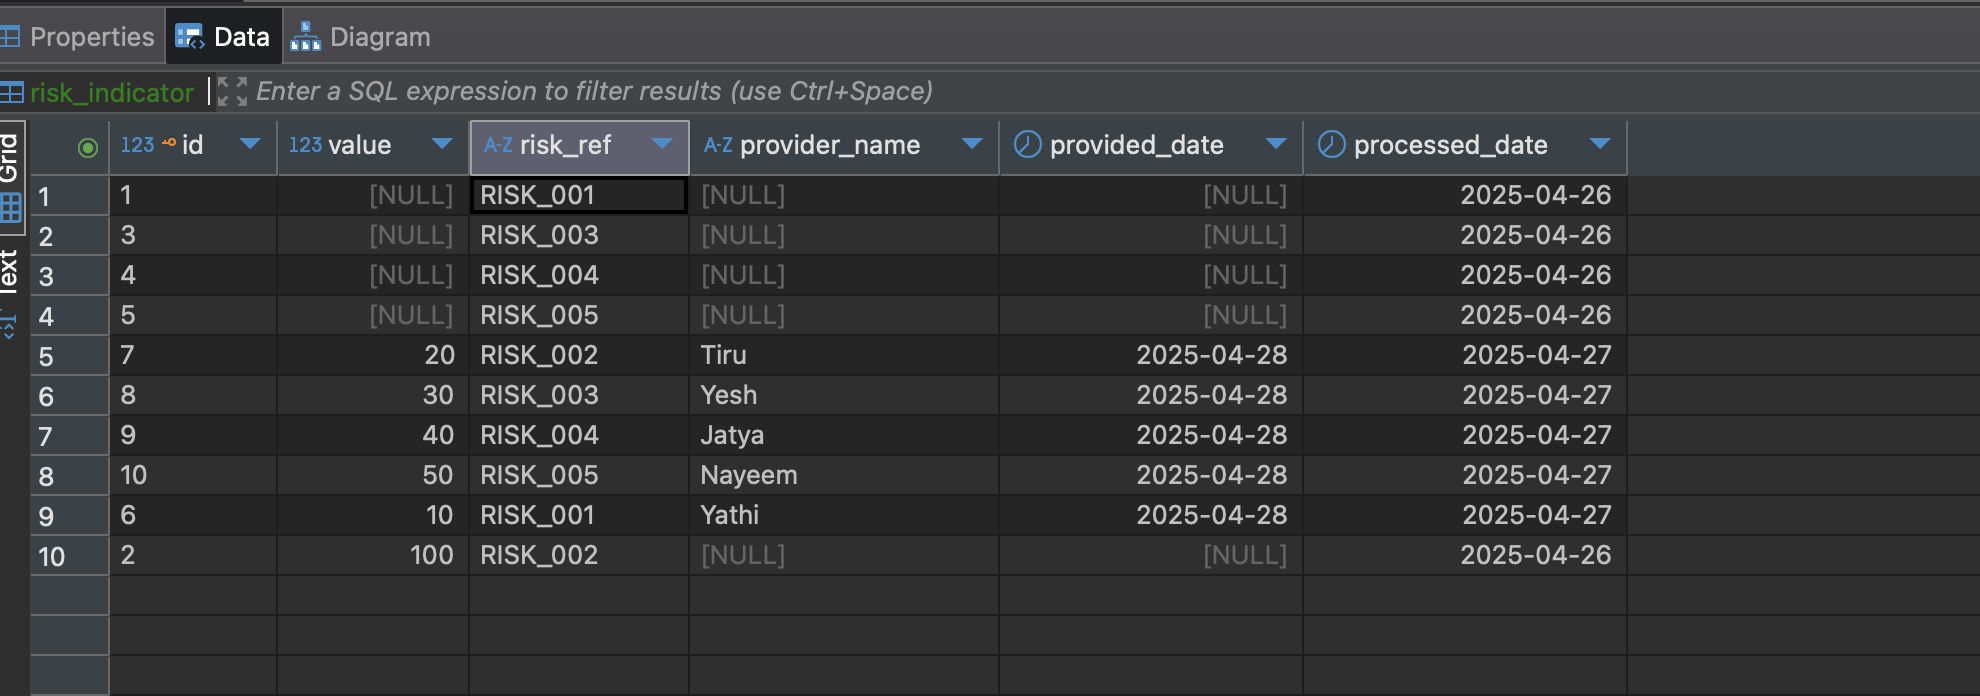 Properties Data Diagram
risk_indicator Enter a SQL expression to filter results (use Ctrl+Space)
Grid
Text
123 id 123 value A-Z risk_ref A-Z provider_name provided_date processed_date
1 1 [NULL] RISK_001 [NULL] [NULL] 2025-04-26
2 3 [NULL] RISK_003 [NULL] [NULL] 2025-04-26
3 4 [NULL] RISK_004 [NULL] [NULL] 2025-04-26
4 5 [NULL] RISK_005 [NULL] [NULL] 2025-04-26
5 7 20 RISK_002 Tiru 2025-04-28 2025-04-27
6 8 30 RISK_003 Yesh 2025-04-28 2025-04-27
7 9 40 RISK_004 Jatya 2025-04-28 2025-04-27
8 10 50 RISK_005 Nayeem 2025-04-28 2025-04-27
9 6 10 RISK_001 Yathi 2025-04-28 2025-04-27
10 2 100 RISK_002 [NULL] [NULL] 2025-04-26